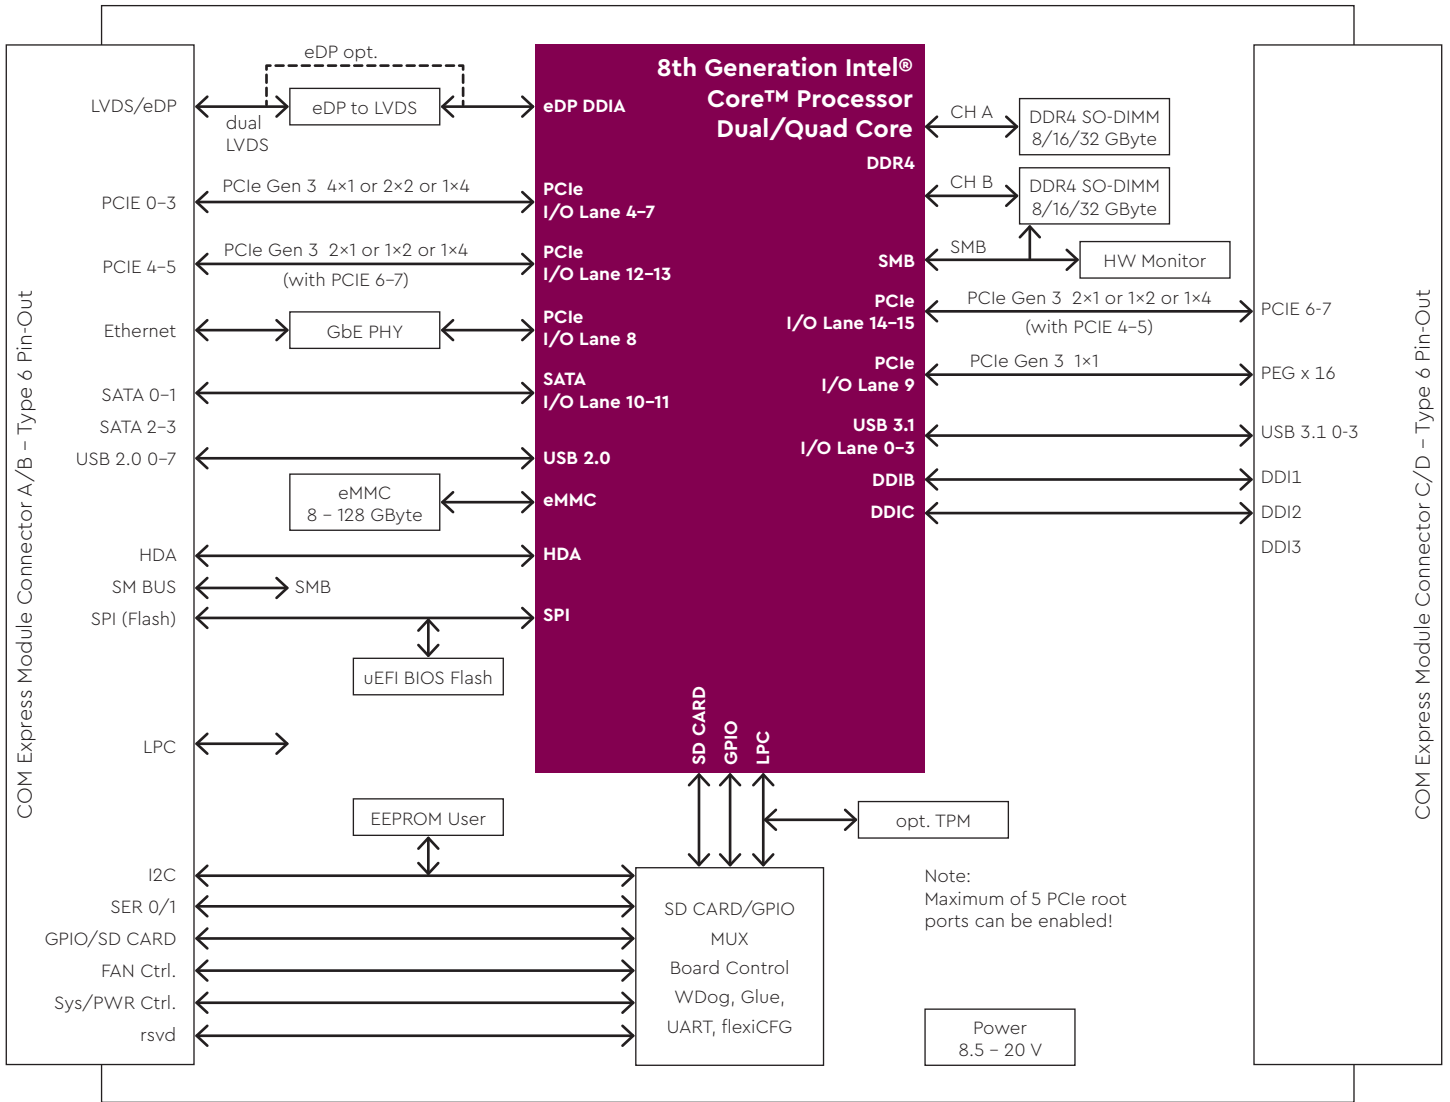 COM Express Module Connector A/B – Type 6 Pin-Out
LVDS/eDP
PCIE 0–3
PCIE 4–5
Ethernet
SATA 0–1
SATA 2–3
USB 2.0 0–7
HDA
SM BUS
SPI (Flash)
LPC
I2C
SER 0/1
GPIO/SD CARD
FAN Ctrl.
Sys/PWR Ctrl.
rsvd
eDP opt.
eDP to LVDS
dual
LVDS
PCIe Gen 3 4×1 or 2×2 or 1×4
PCIe Gen 3 2×1 or 1×2 or 1×4
(with PCIE 6–7)
GbE PHY
eMMC
8 – 128 GByte
SMB
uEFI BIOS Flash
EEPROM User
8th Generation Intel®
Core™ Processor
Dual/Quad Core
eDP DDIA
PCIe
I/O Lane 4–7
PCIe
I/O Lane 12–13
PCIe
I/O Lane 8
SATA
I/O Lane 10–11
USB 2.0
eMMC
HDA
SPI
DDR4
SMB
PCIe
I/O Lane 14–15
PCIe
I/O Lane 9
USB 3.1
I/O Lane 0–3
DDIB
DDIC
SD CARD
GPIO
LPC
CH A
DDR4 SO-DIMM
8/16/32 GByte
CH B
DDR4 SO-DIMM
8/16/32 GByte
SMB
HW Monitor
PCIe Gen 3 2×1 or 1×2 or 1×4
(with PCIE 4–5)
PCIe Gen 3 1×1
opt. TPM
SD CARD/GPIO
MUX
Board Control
WDog, Glue,
UART, flexiCFG
Note:
Maximum of 5 PCIe root
ports can be enabled!
Power
8.5 – 20 V
PCIE 6-7
PEG x 16
USB 3.1 0-3
DDI1
DDI2
DDI3
COM Express Module Connector C/D – Type 6 Pin-Out